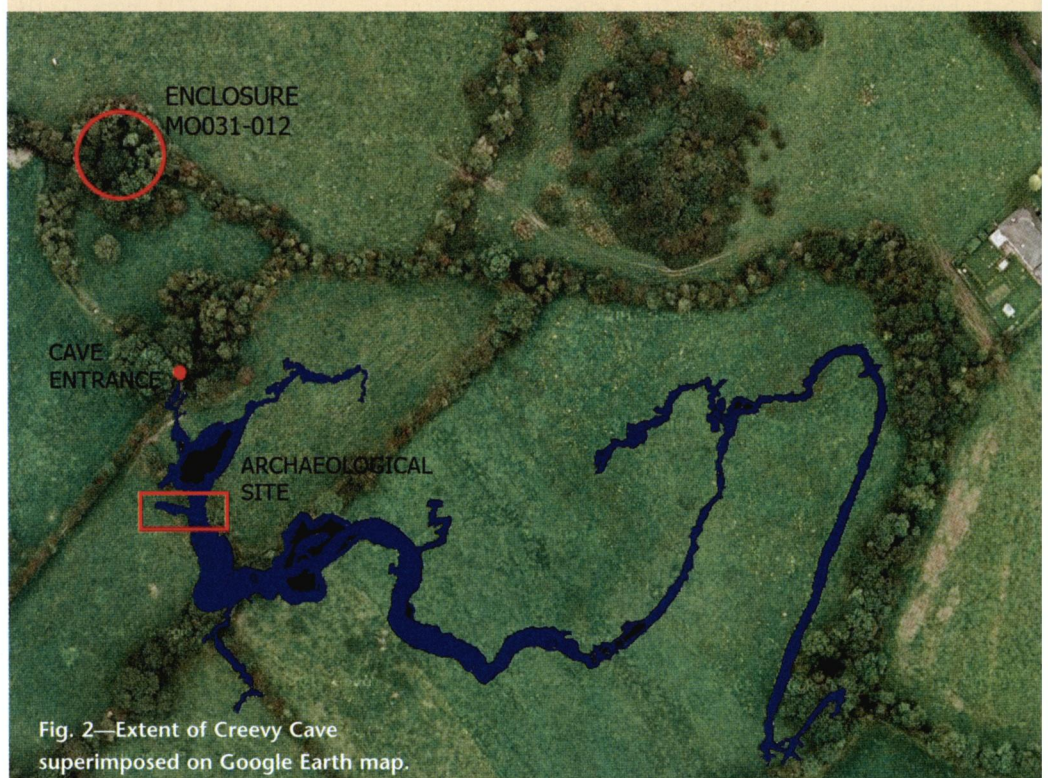 ENCLOSURE
MO031-012
CAVE
ENTRANCE
ARCHAEOLOGICAL
SITE
Fig. 2—Extent of Creevy Cave
superimposed on Google Earth map.